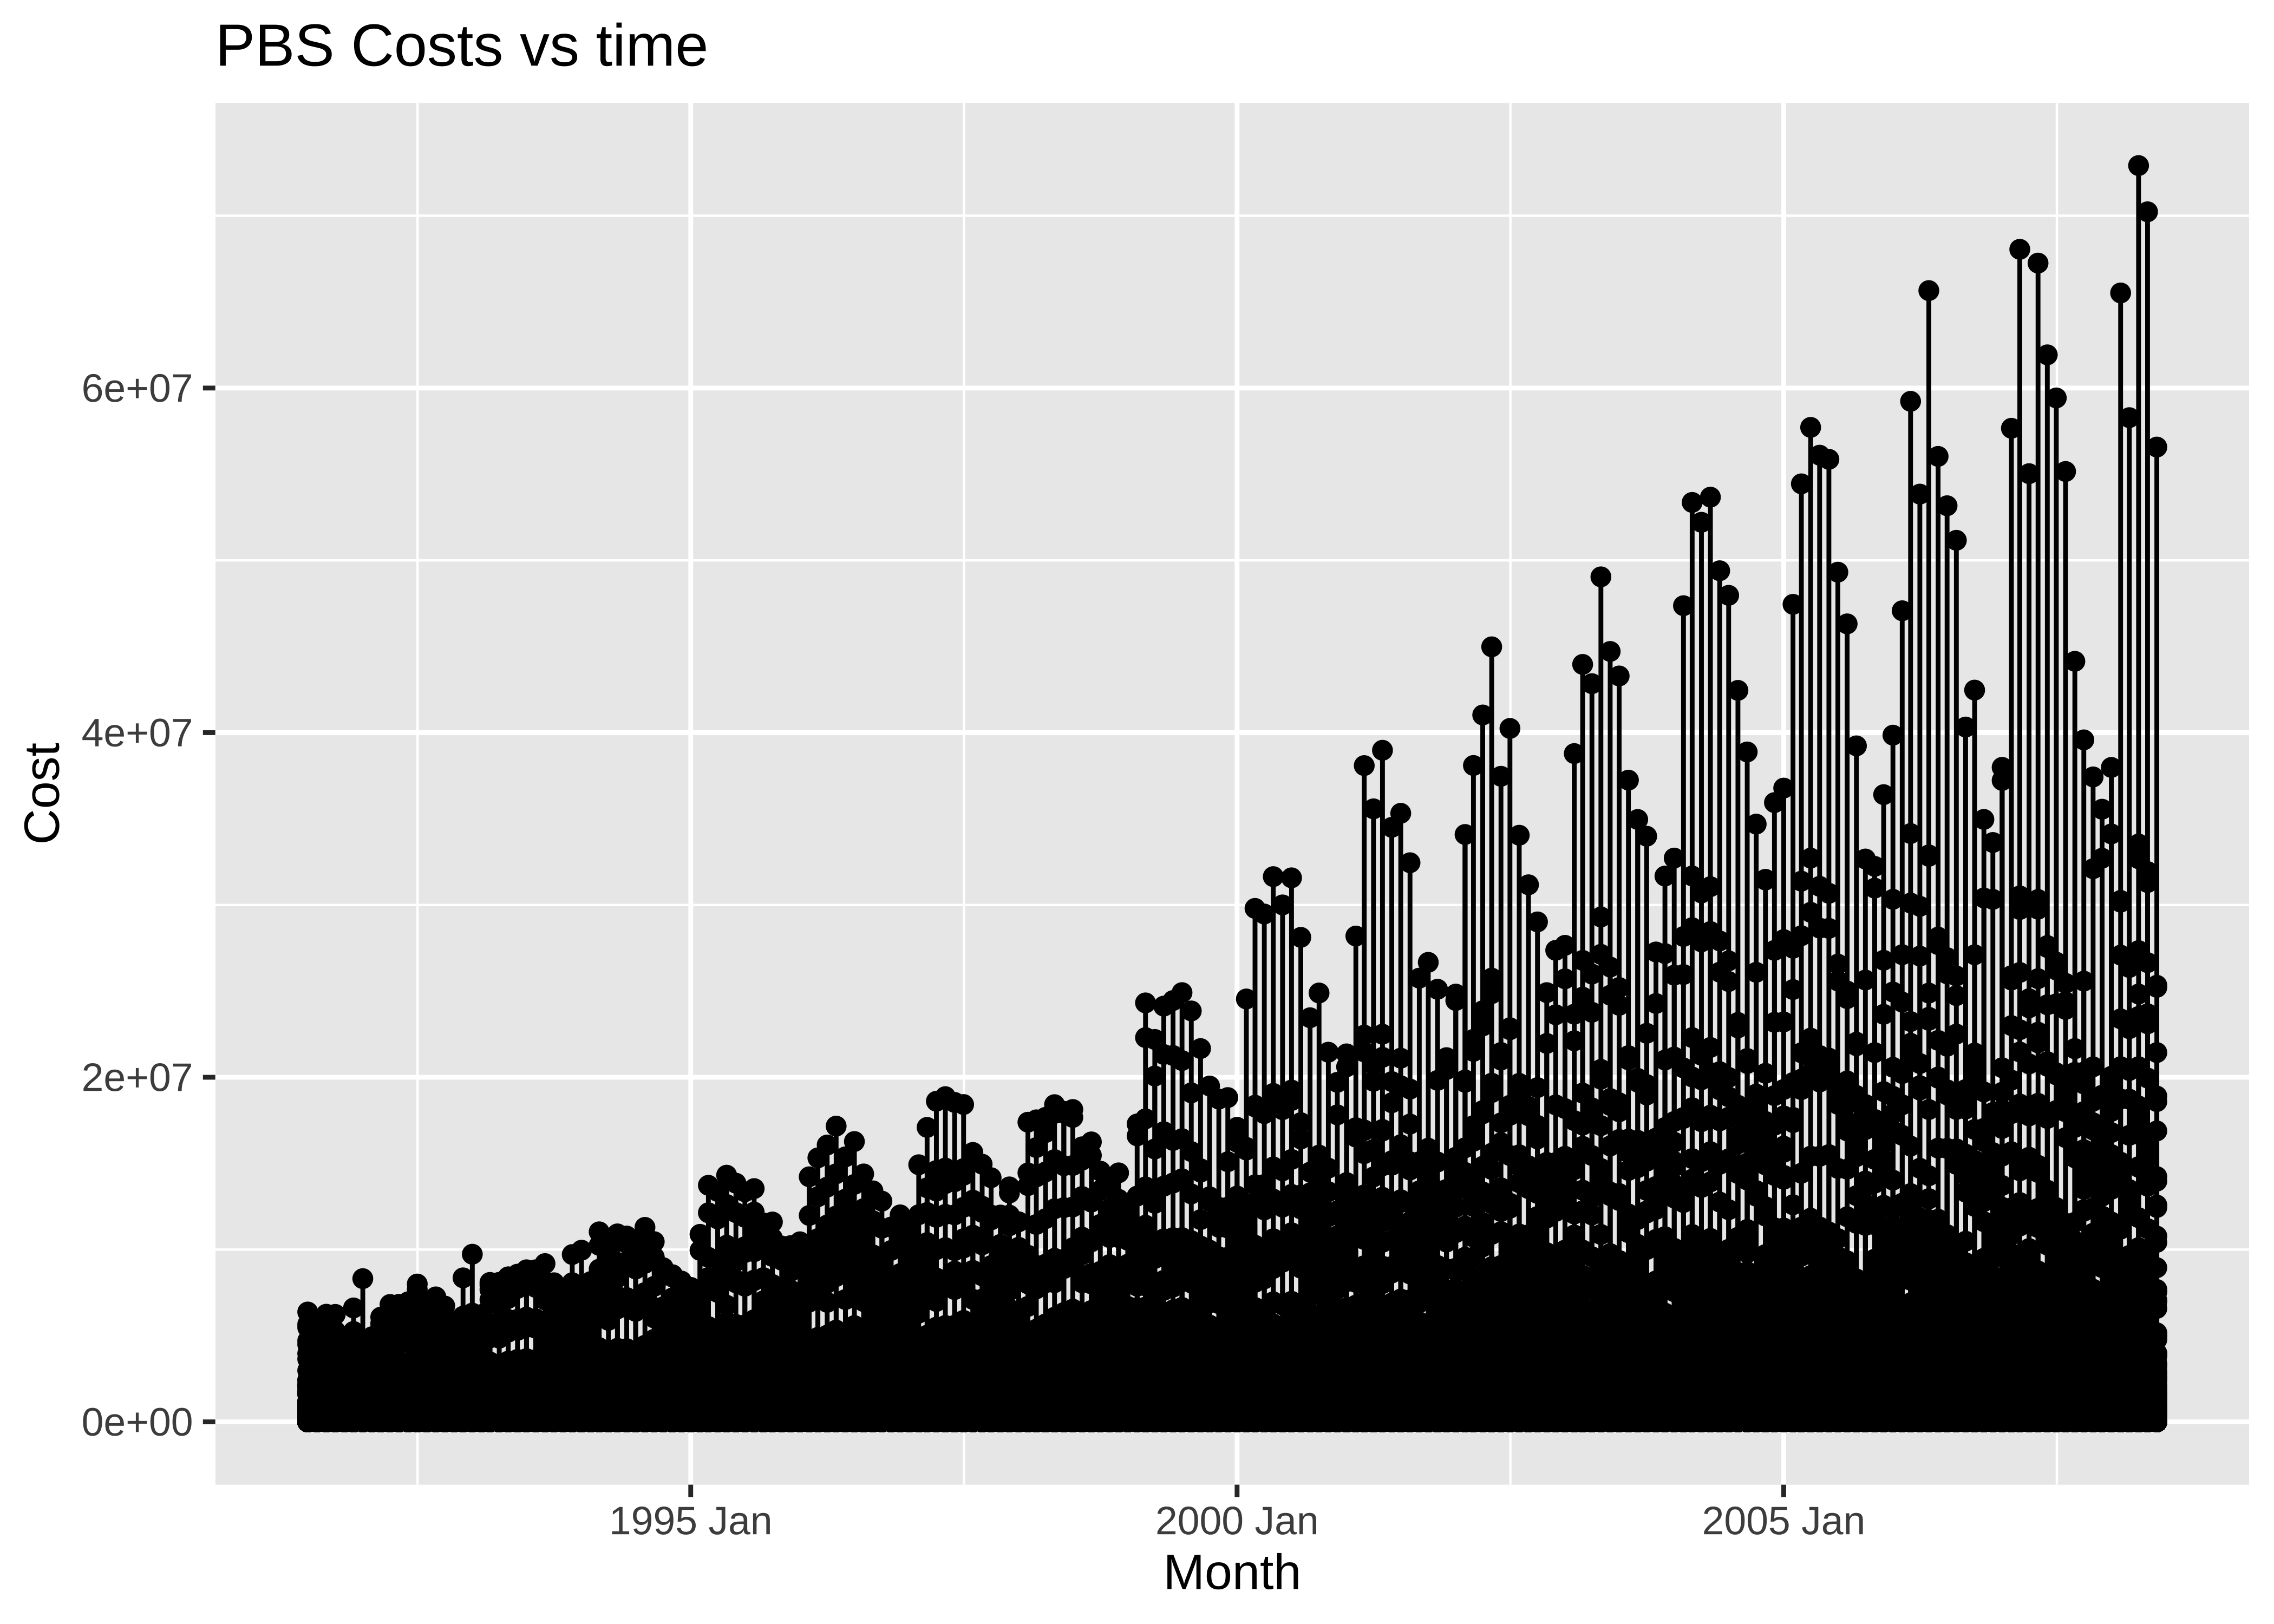 PBS Costs vs time
Cost
6e+07
4e+07
2e+07
0e+00
1995 Jan
2000 Jan
2005 Jan
Month